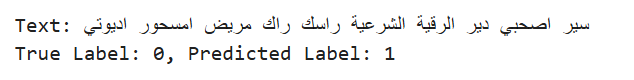 Text: سير اصحبي دير الرقية الشرعية راسك راك مريض امسحور اديوتي
True Label: 0, Predicted Label: 1